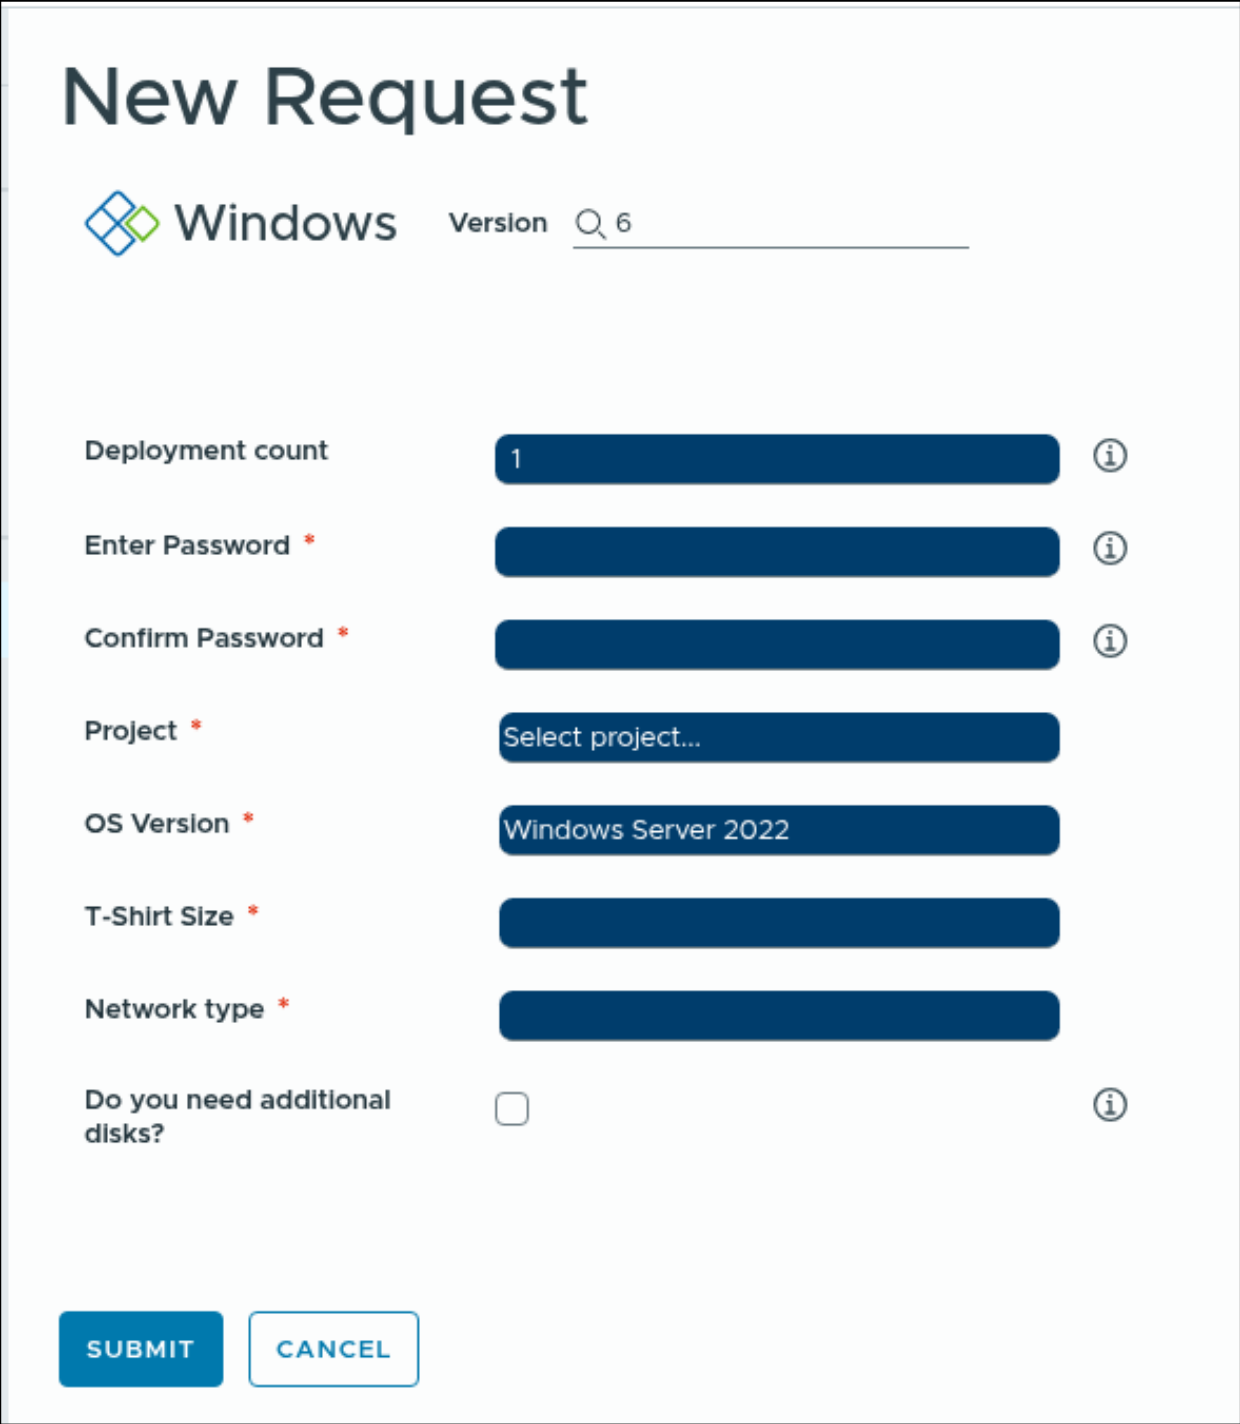 New Request
Windows Version 6
Deployment count 1
Enter Password *
Confirm Password *
Project * Select project...
OS Version * Windows Server 2022
T-Shirt Size *
Network type *
Do you need additional
disks?
SUBMIT CANCEL